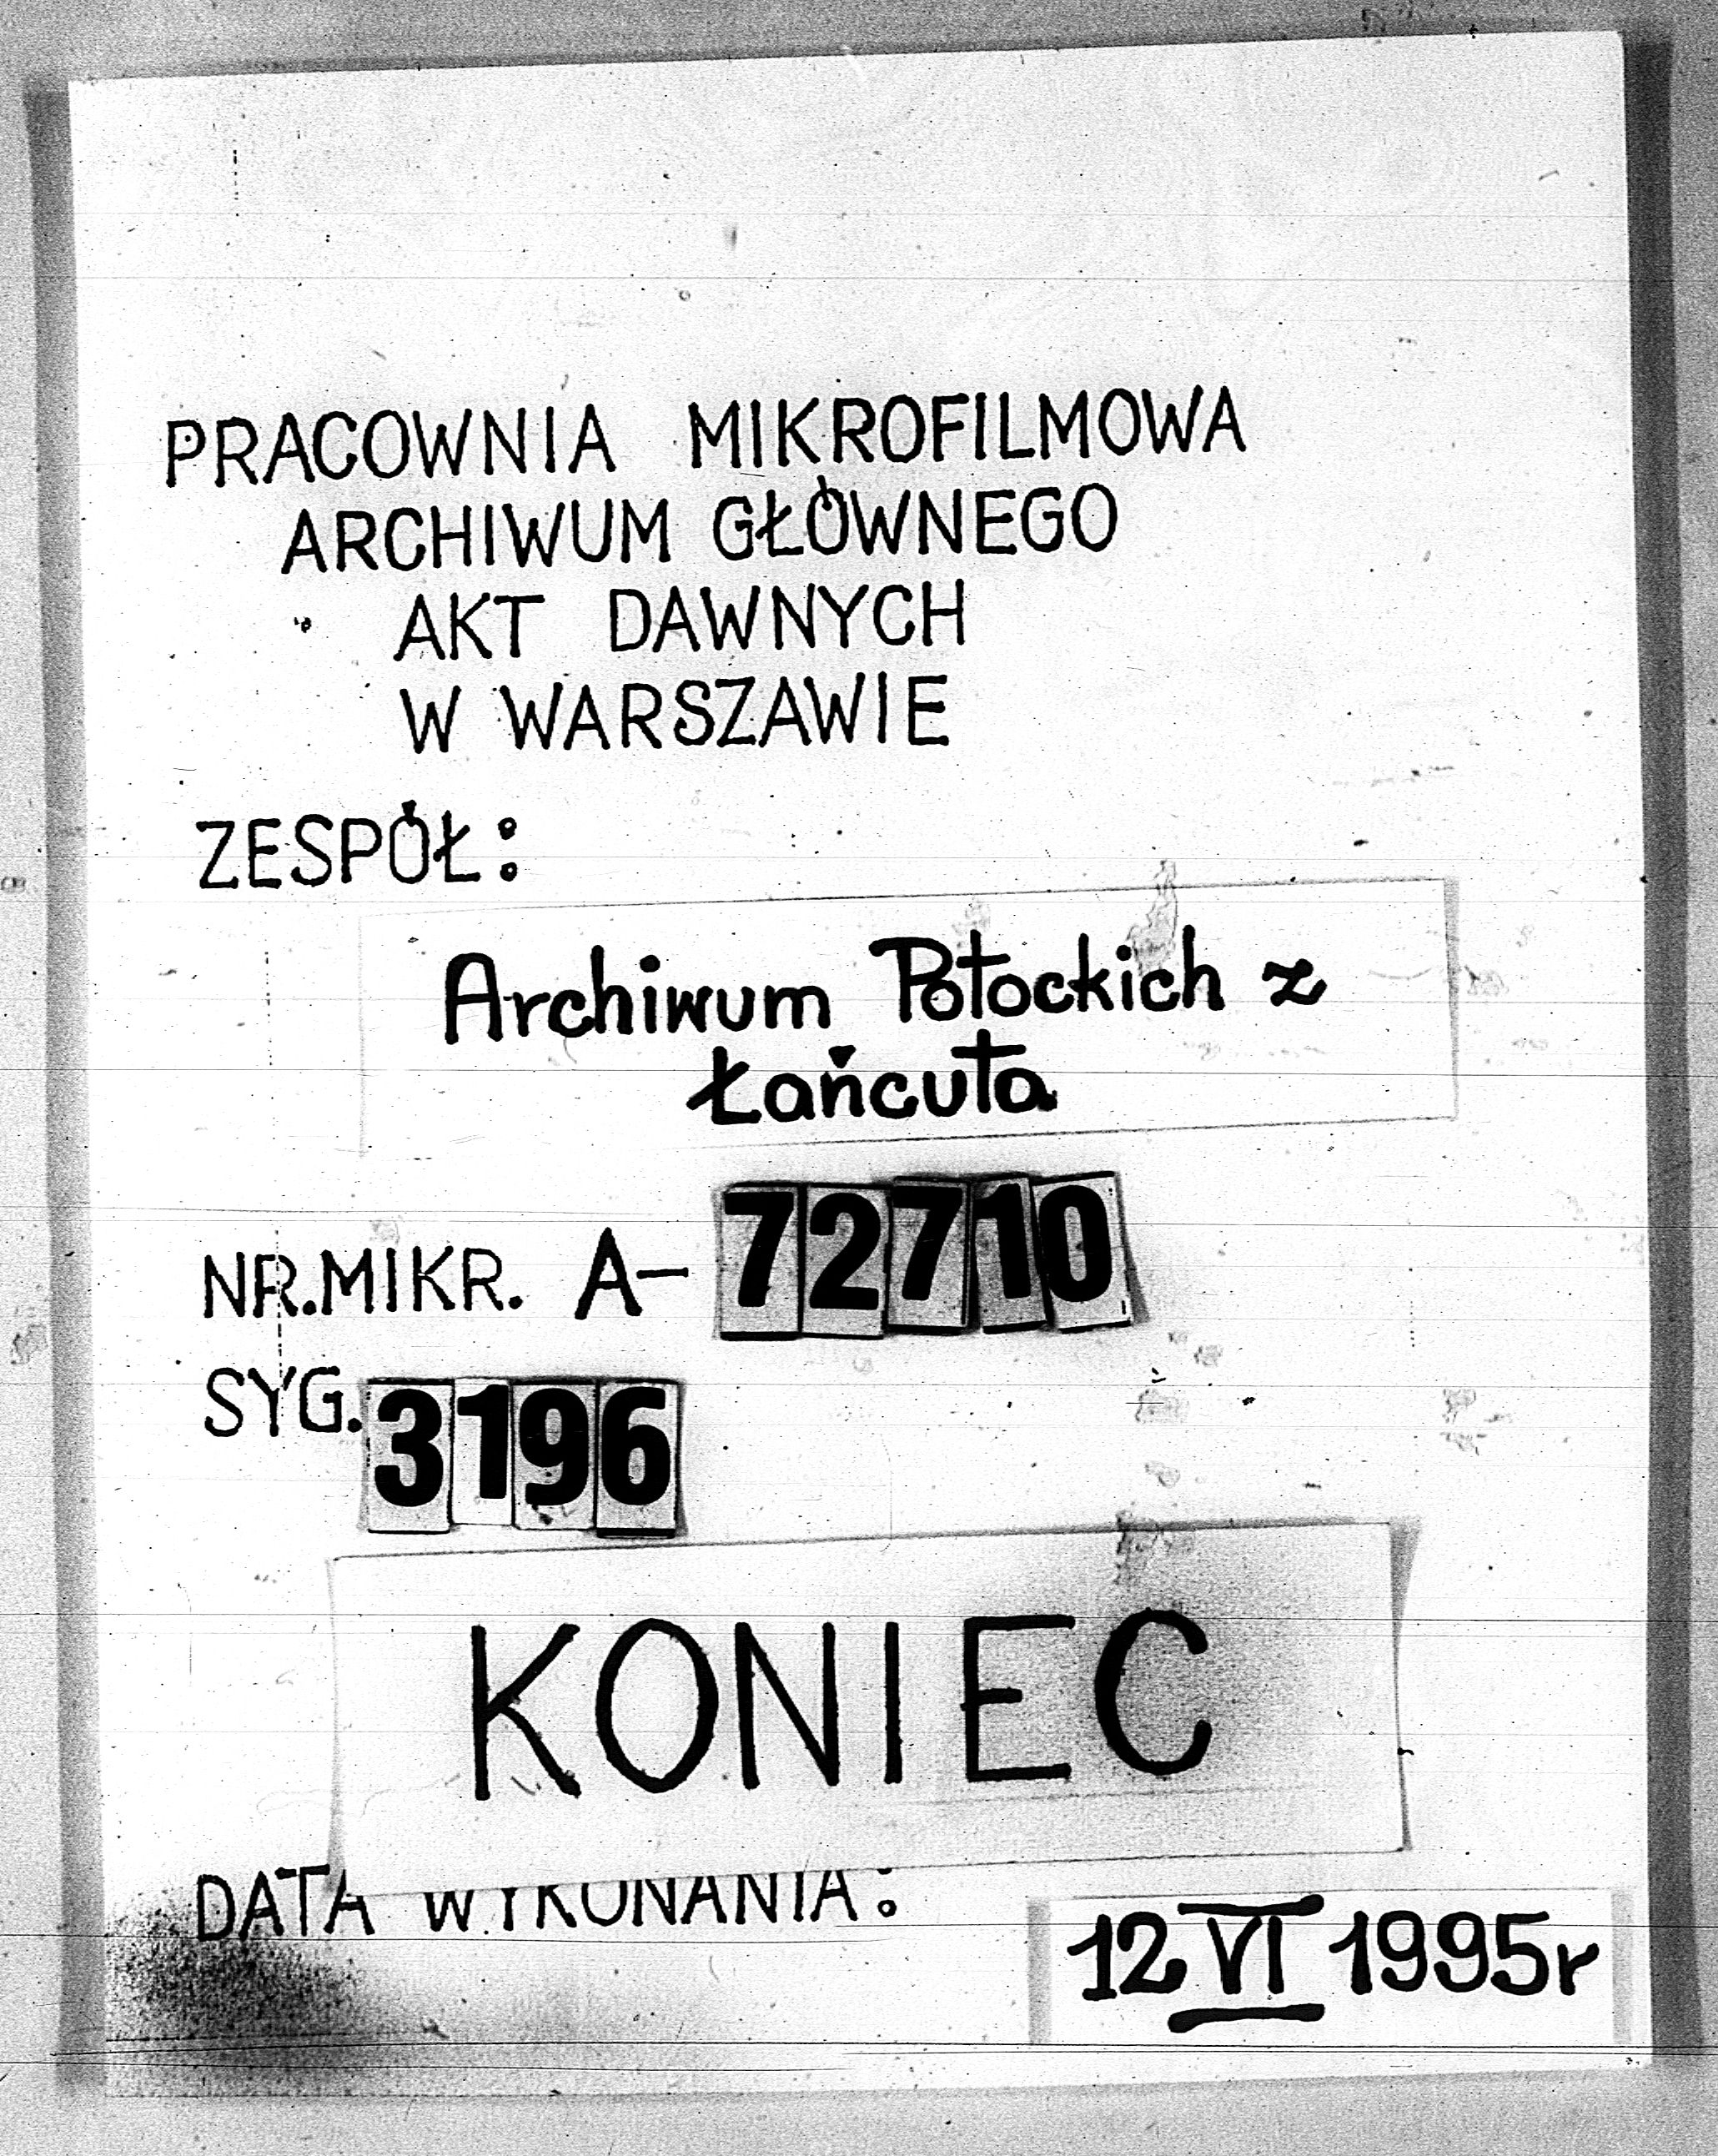 PRACOWNIA MIKROFILMOWA
ARCHIWUM GŁÓWNEGO
AKT DAWNYCH
W WARSZAWIE
ZESPÓŁ:
Archiwum Potockich z
Łańcuta
NR.MIKR. A-72710
SYG. 3196
KONIEC
DATA WYKONANIA:
12 VI 1995r